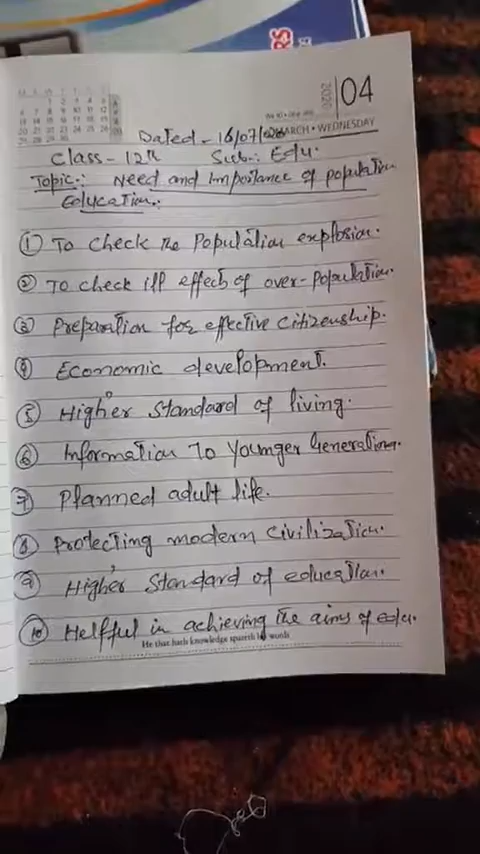 RS
2020
04
MARCH • WEDNESDAY
Dated - 16/07/
Class - 12th Sub: Edu.
Topic: Need and Importance of population
Education:
① To check the Population explosion.
② To check ill effects of over-population.
③ Preparation for effective citizenship.
④ Economic development.
⑤ Higher Standard of living.
⑥ Information To Younger Generation.
⑦ Planned adult life.
⑧ Protecting modern civilization.
⑨ Higher Standard of education.
⑩ Helpful in achieving the aims of edu.
He that hath knowledge spareth his words